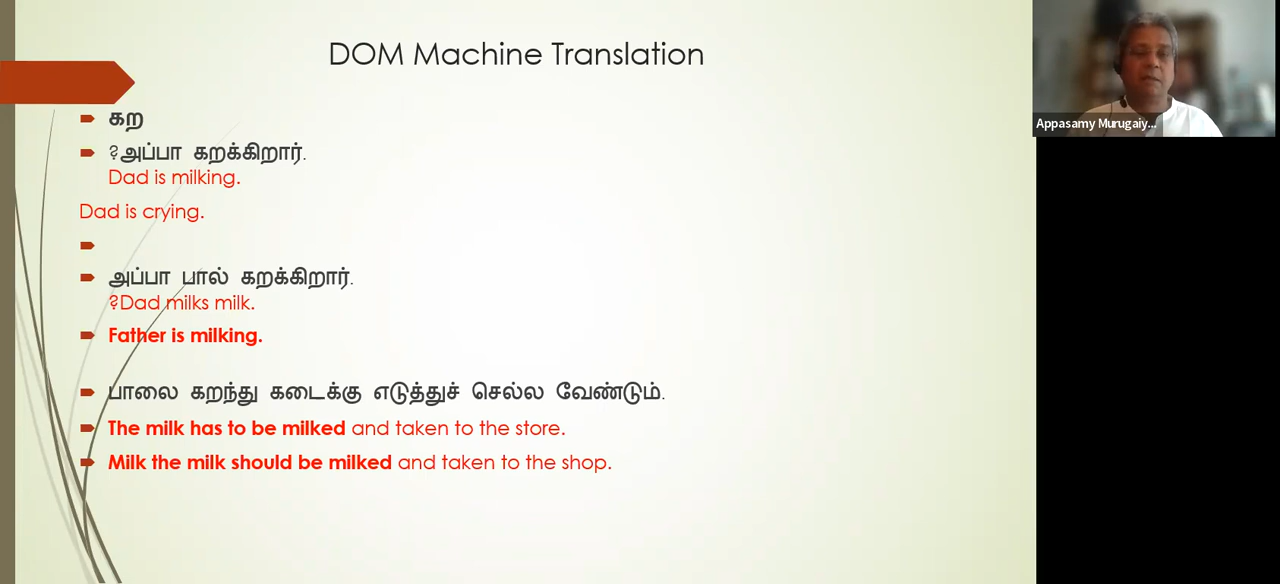 DOM Machine Translation
கற
?அப்பா கறக்கிறார்.
Dad is milking.
Dad is crying.
அப்பா பால் கறக்கிறார்.
?Dad milks milk.
Father is milking.
பாலை கறந்து கடைக்கு எடுத்துச் செல்ல வேண்டும்.
The milk has to be milked and taken to the store.
Milk the milk should be milked and taken to the shop.
Appasamy Murugaiy...